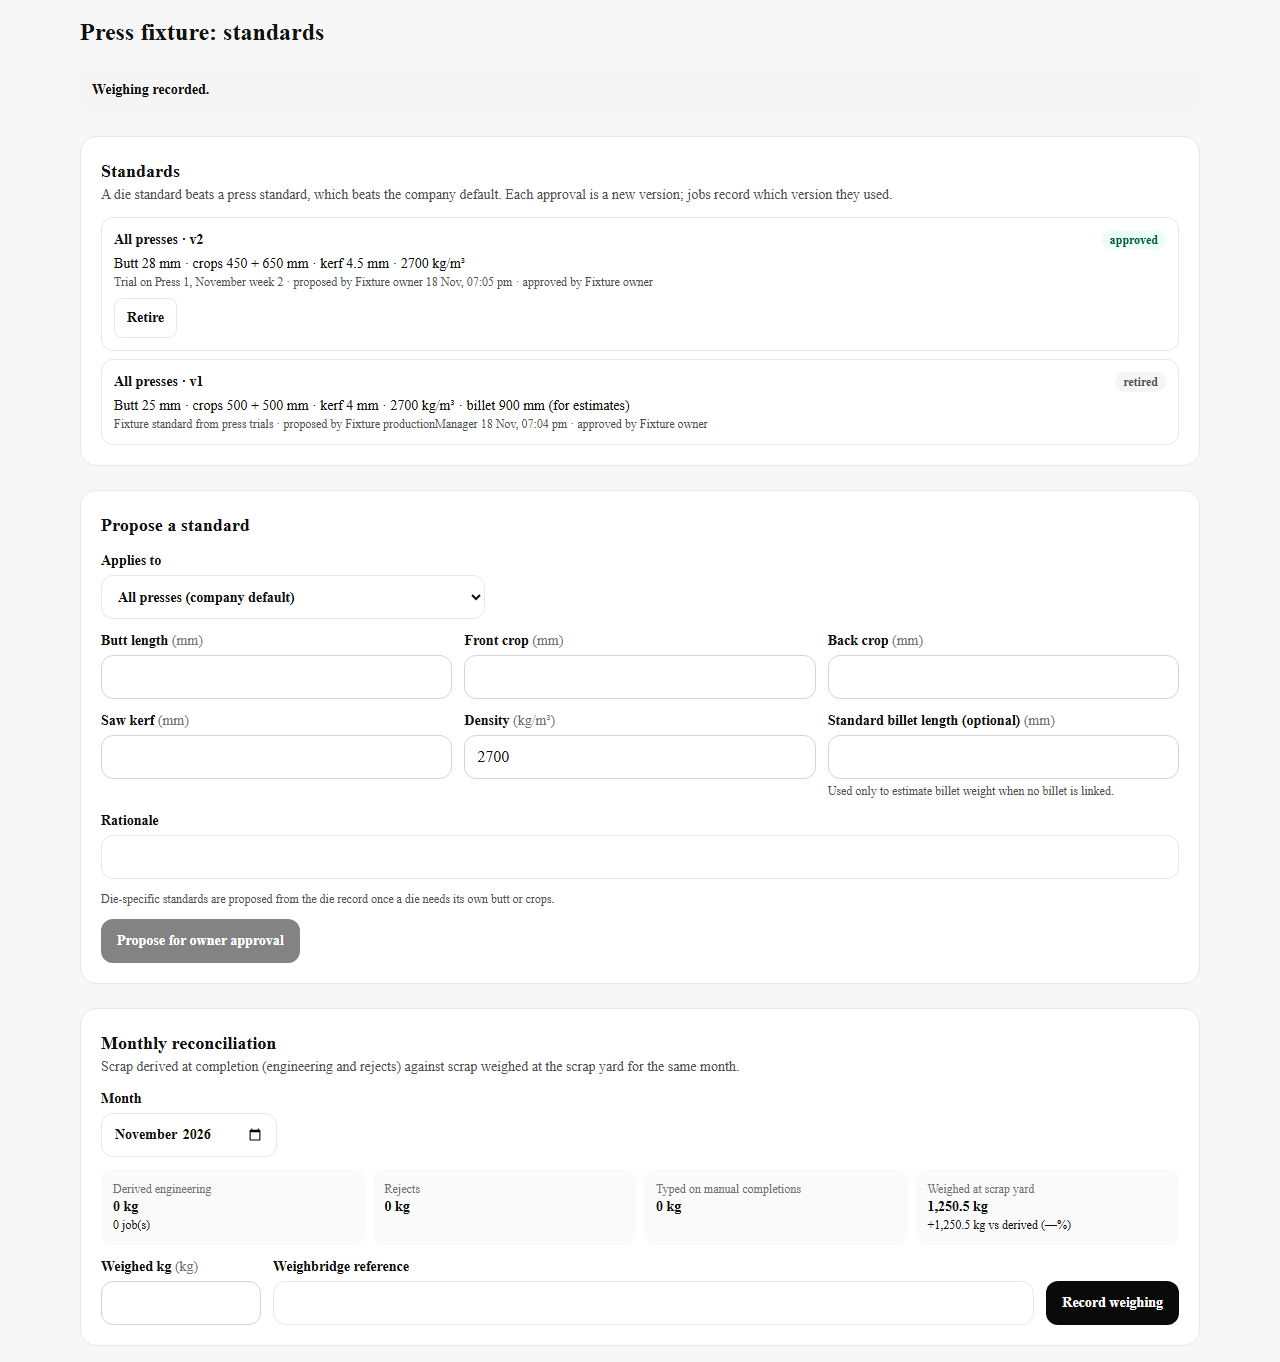 Press fixture: standards
Weighing recorded.
Standards
A die standard beats a press standard, which beats the company default. Each approval is a new version; jobs record which version they used.
All presses · v2
approved
Butt 28 mm · crops 450 + 650 mm · kerf 4.5 mm · 2700 kg/m³
Trial on Press 1, November week 2 · proposed by Fixture owner 18 Nov, 07:05 pm · approved by Fixture owner
Retire
All presses · v1
retired
Butt 25 mm · crops 500 + 500 mm · kerf 4 mm · 2700 kg/m³ · billet 900 mm (for estimates)
Fixture standard from press trials · proposed by Fixture productionManager 18 Nov, 07:04 pm · approved by Fixture owner
Propose a standard
Applies to
All presses (company default)
Butt length (mm)
Front crop (mm)
Back crop (mm)
Saw kerf (mm)
Density (kg/m³)
Standard billet length (optional) (mm)
2700
Used only to estimate billet weight when no billet is linked.
Rationale
Die-specific standards are proposed from the die record once a die needs its own butt or crops.
Propose for owner approval
Monthly reconciliation
Scrap derived at completion (engineering and rejects) against scrap weighed at the scrap yard for the same month.
Month
November 2026
Derived engineering
0 kg
0 job(s)
Rejects
0 kg
Typed on manual completions
0 kg
Weighed at scrap yard
1,250.5 kg
+1,250.5 kg vs derived (—%)
Weighed kg (kg)
Weighbridge reference
Record weighing